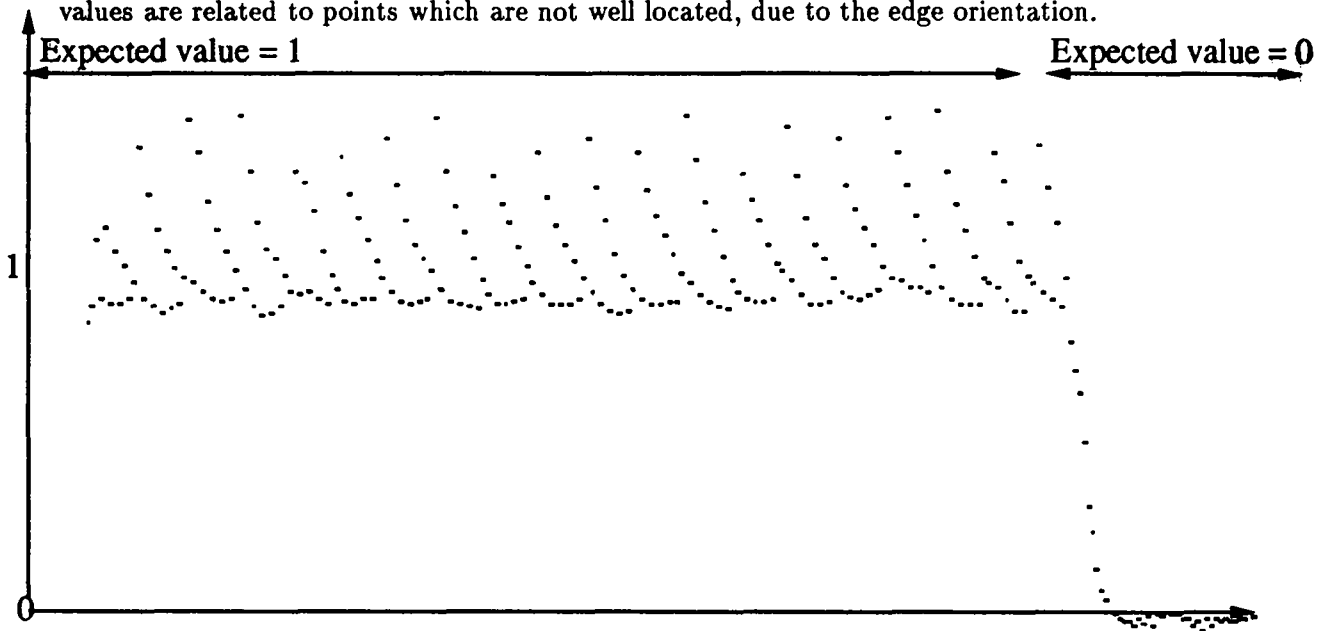 values are related to points which are not well located, due to the edge orientation.
Expected value = 1
Expected value = 0
1
0